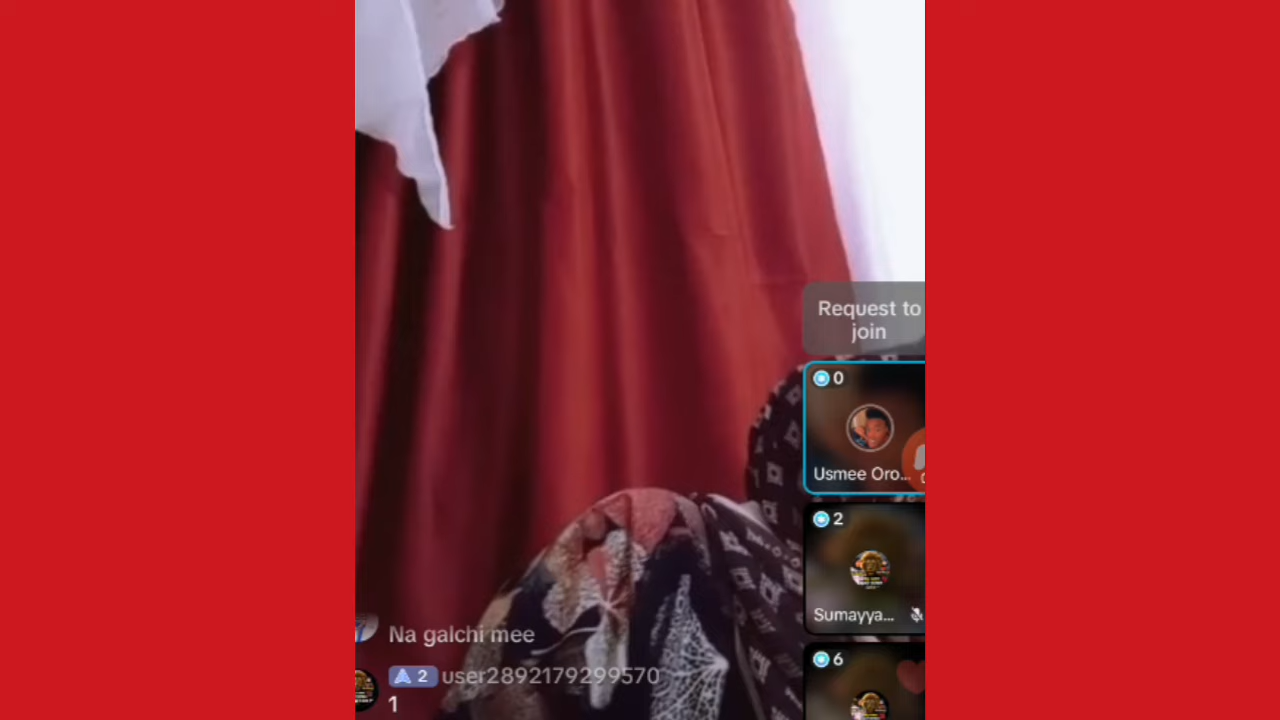 Request to
join
0
Usmee Oro...
2
Sumayya...
6
Na galchi mee
2 user2892179299570
1